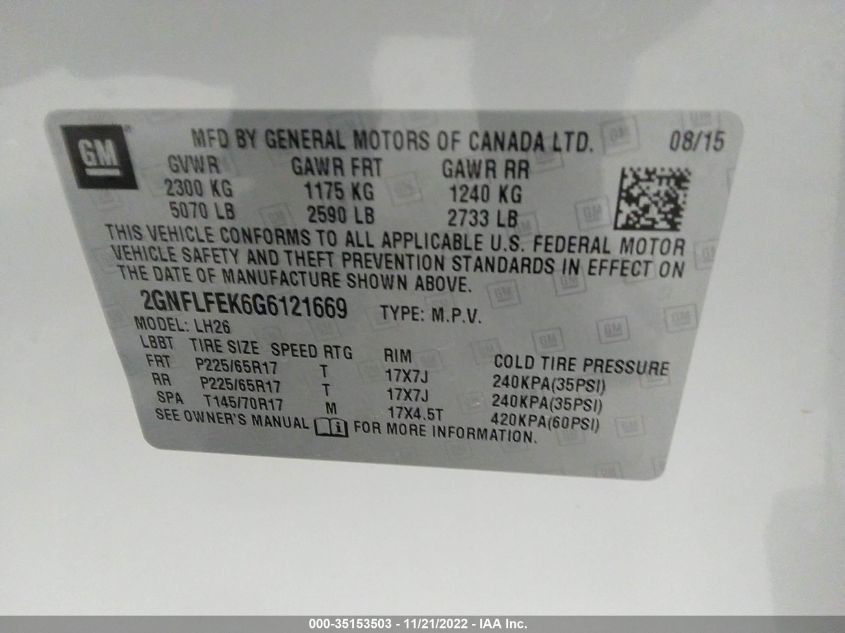 GM
MFD BY GENERAL MOTORS OF CANADA LTD. 08/15
GVWR GAWR FRT GAWR RR
2300 KG 1175 KG 1240 KG
5070 LB 2590 LB 2733 LB
THIS VEHICLE CONFORMS TO ALL APPLICABLE U.S. FEDERAL MOTOR
VEHICLE SAFETY AND THEFT PREVENTION STANDARDS IN EFFECT ON
THE DATE OF MANUFACTURE SHOWN ABOVE.
2GNFLFEK6G6121669 TYPE: M.P.V.
MODEL: LH26
LBBT TIRE SIZE SPEED RTG RIM COLD TIRE PRESSURE
FRT P225/65R17 T 17X7J 240KPA(35PSI)
RR P225/65R17 T 17X7J 240KPA(35PSI)
SPA T145/70R17 M 17X4.5T 420KPA(60PSI)
SEE OWNER'S MANUAL FOR MORE INFORMATION.
000-35153503 - 11/21/2022 - IAA Inc.